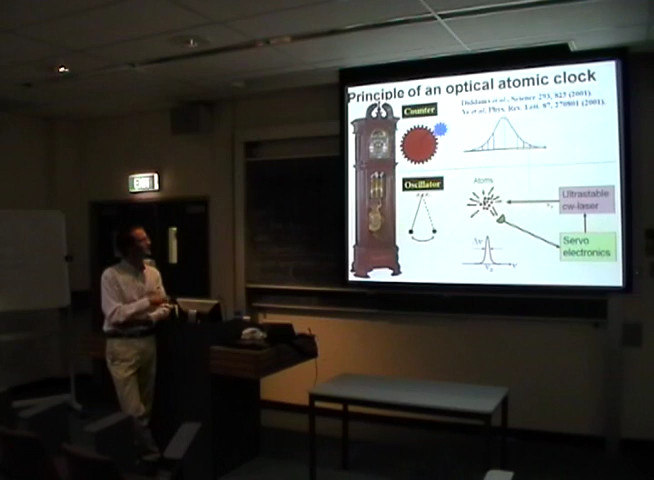 Principle of an optical atomic clock
Counter
Diddams et al., Science 293, 825 (2001).
Ye et al., Phys. Rev. Lett. 87, 270801 (2001).
Oscillator
Atoms
Ultrastable
cw-laser
Servo
electronics
EXIT